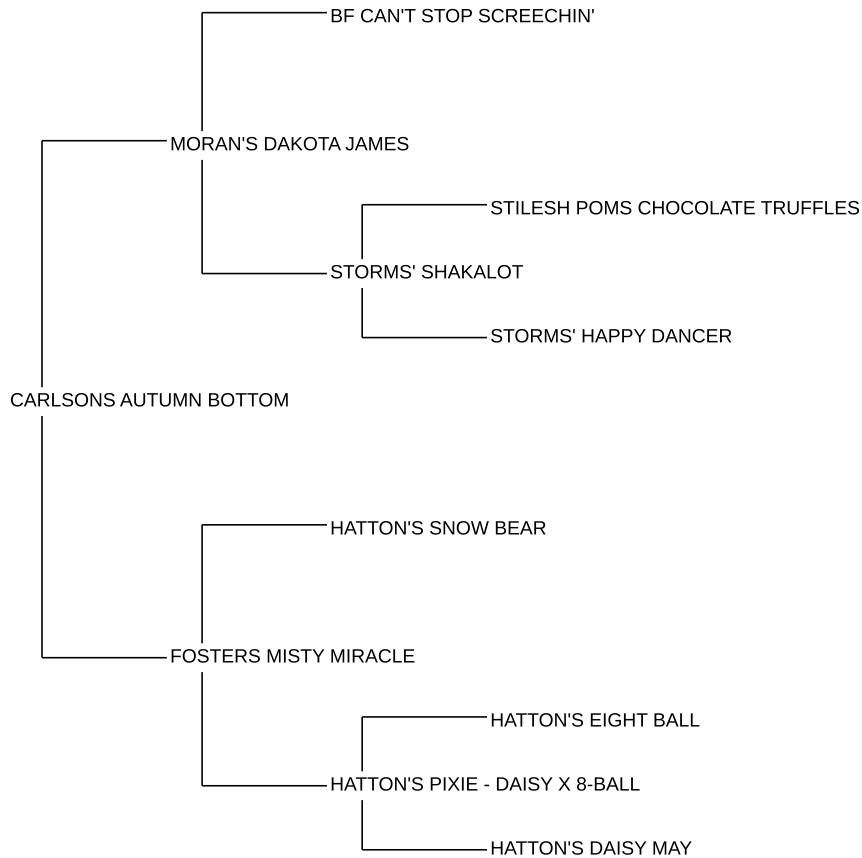 BF CAN'T STOP SCREECHIN'
MORAN'S DAKOTA JAMES
STILESH POMS CHOCOLATE TRUFFLES
STORMS' SHAKALOT
STORMS' HAPPY DANCER
CARLSONS AUTUMN BOTTOM
HATTON'S SNOW BEAR
FOSTERS MISTY MIRACLE
HATTON'S EIGHT BALL
HATTON'S PIXIE - DAISY X 8-BALL
HATTON'S DAISY MAY